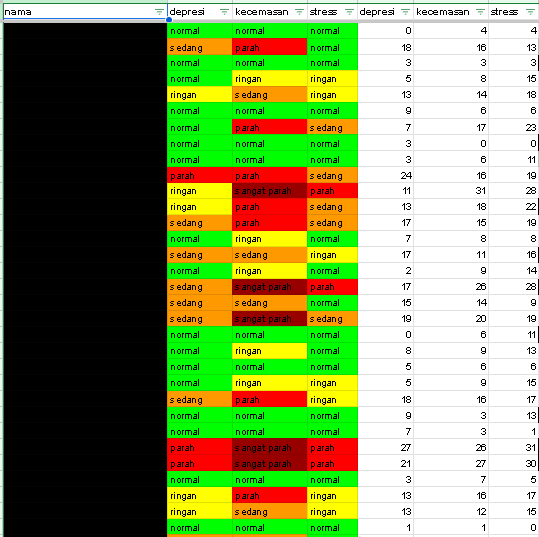 nama depresi kecemasan stress depresi kecemasan stress
normal normal normal 0 4 4
sedang parah normal 18 16 13
normal normal normal 3 3 3
normal ringan ringan 5 8 15
ringan sedang ringan 13 14 18
normal normal normal 9 6 6
normal parah sedang 7 17 23
normal normal normal 3 0 0
normal normal normal 3 6 11
parah parah sedang 24 16 19
ringan sangat parah parah 11 31 28
ringan parah sedang 13 18 22
sedang parah sedang 17 15 19
normal ringan normal 7 8 8
sedang sedang ringan 17 11 16
normal ringan normal 2 9 14
sedang sangat parah parah 17 26 28
sedang sedang normal 15 14 9
sedang sangat parah sedang 19 20 19
normal normal normal 0 6 11
normal ringan normal 8 9 13
normal normal normal 5 6 6
normal ringan ringan 5 9 15
sedang parah ringan 18 16 17
normal normal normal 9 3 13
normal normal normal 7 3 1
parah sangat parah parah 27 26 31
parah sangat parah parah 21 27 30
normal normal normal 3 7 5
ringan parah ringan 13 16 17
ringan sedang ringan 13 12 15
normal normal normal 1 1 0